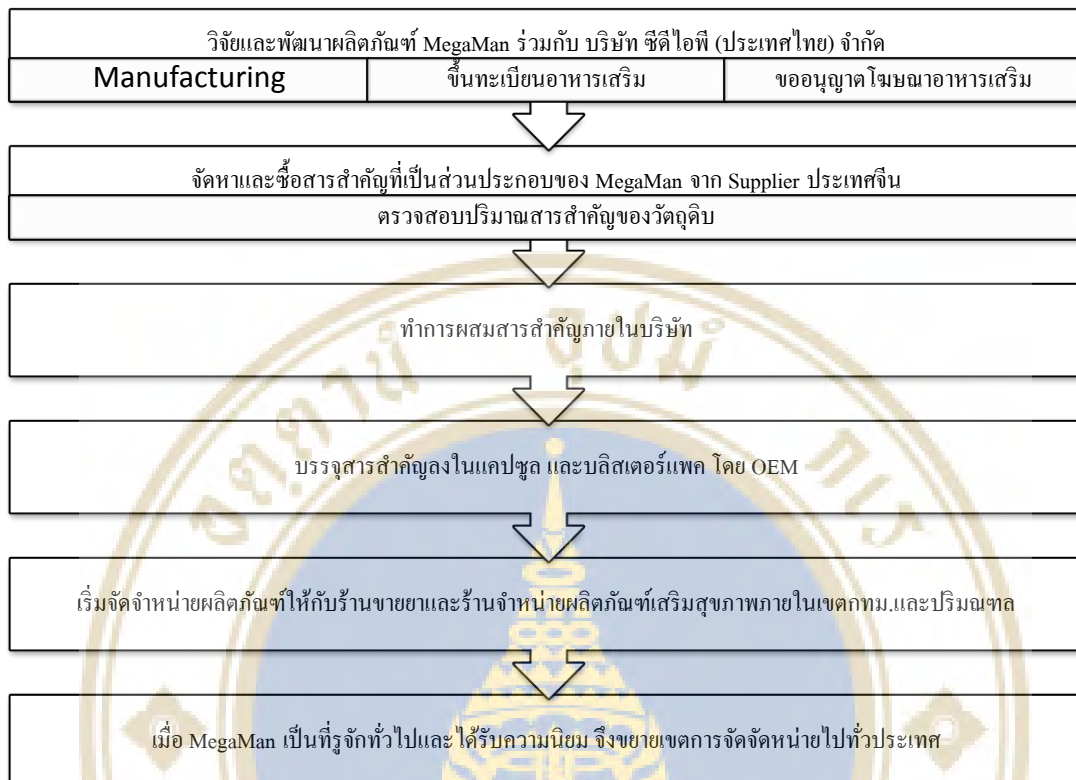 วิจัยและพัฒนาผลิตภัณฑ์ MegaMan ร่วมกับ บริษัท ซีดีไอพี (ประเทศไทย) จำกัด
Manufacturing ขึ้นทะเบียนอาหารเสริม ขออนุญาตโฆษณาอาหารเสริม
จัดหาและซื้อสารสำคัญที่เป็นส่วนประกอบของ MegaMan จาก Supplier ประเทศจีน
ตรวจสอบปริมาณสารสำคัญของวัตถุดิบ
ทำการผสมสารสำคัญภายในบริษัท
บรรจุสารสำคัญลงในแคปซูล และบลิสเตอร์แพค โดย OEM
เริ่มจัดจำหน่ายผลิตภัณฑ์ให้กับร้านขายยาและร้านจำหน่ายผลิตภัณฑ์เสริมสุขภาพภายในเขตกทม.และปริมณฑล
เมื่อ MegaMan เป็นที่รู้จักทั่วไปและได้รับความนิยม จึงขยายเขตการจัดจัดหน่ายไปทั่วประเทศ